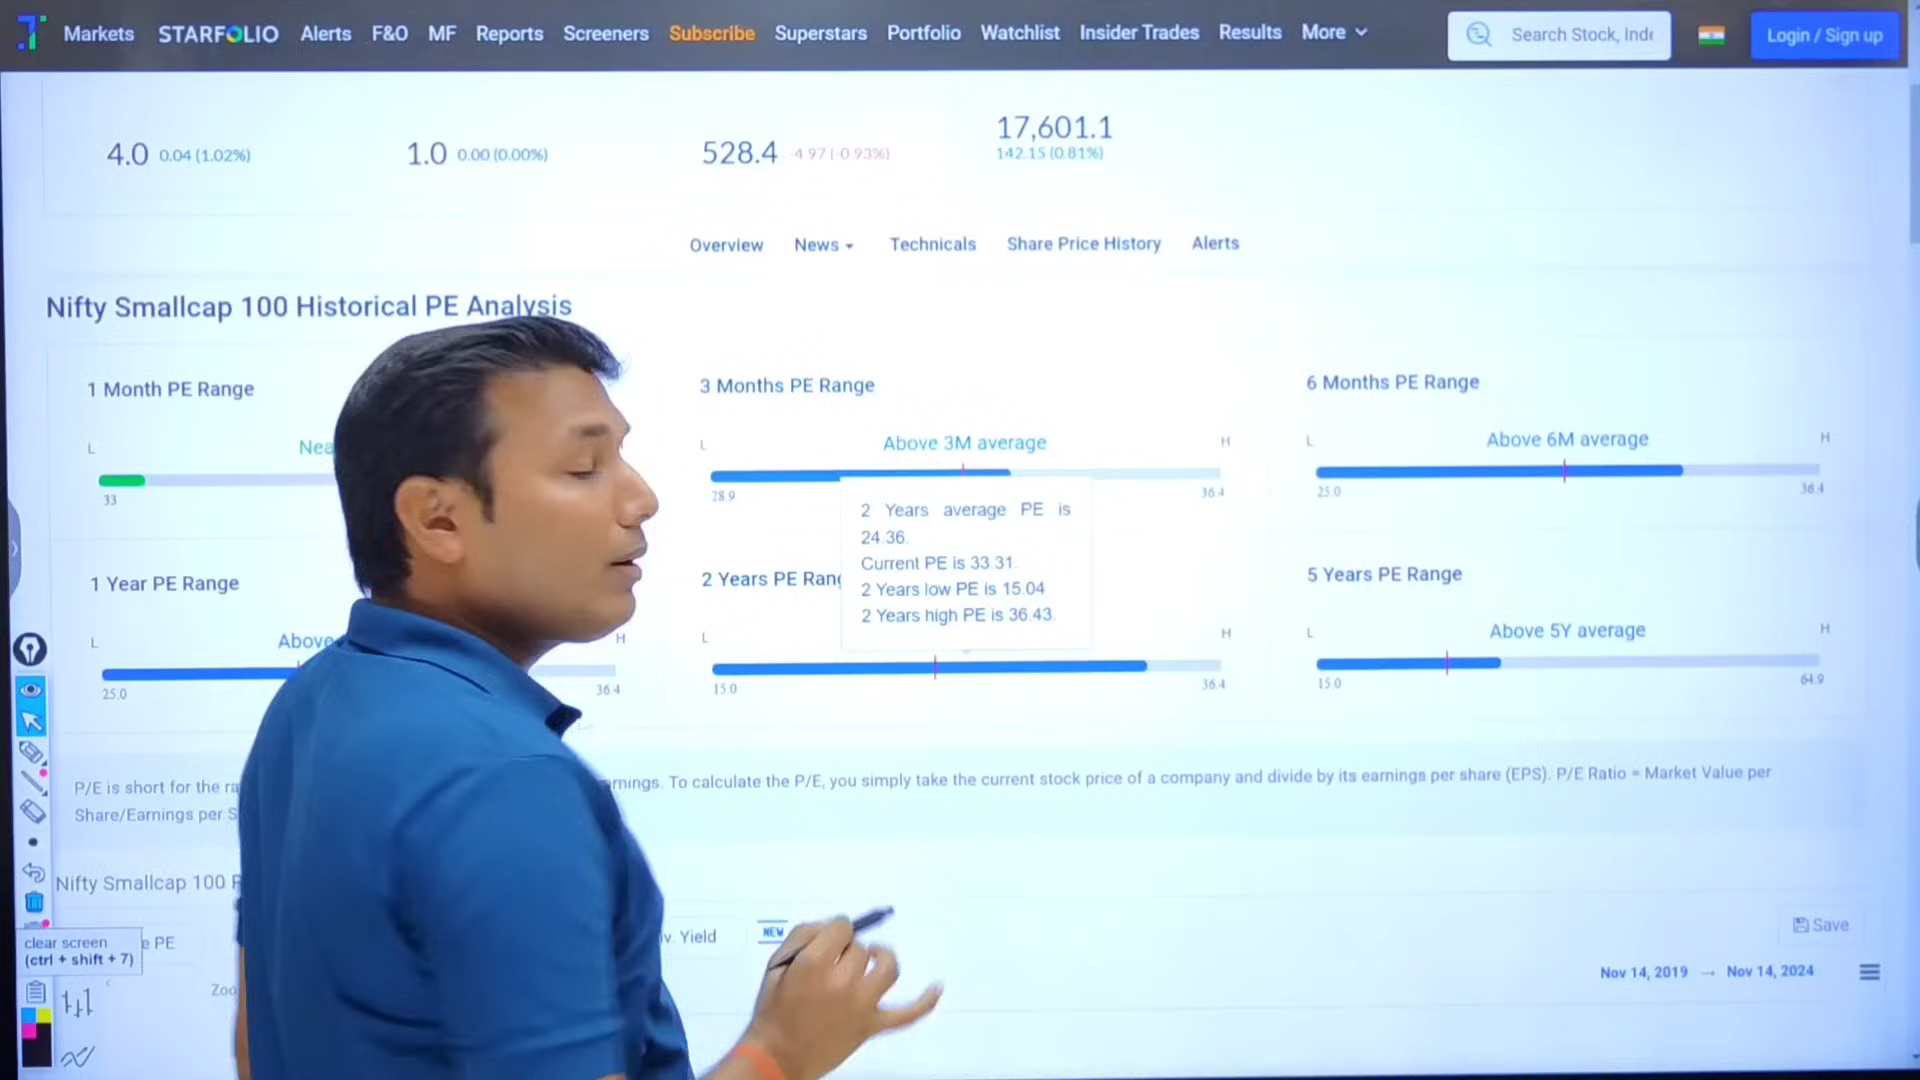 Markets STARFOLIO Alerts F&O MF Reports Screeners Subscribe Superstars Portfolio Watchlist Insider Trades Results More Search Stock, Inde Login / Sign up
4.0 0.04 (1.02%) 1.0 0.00 (0.00%) 528.4 -4.97 (-0.93%) 17,601.1
142.15 (0.81%)
Overview News Technicals Share Price History Alerts
Nifty Smallcap 100 Historical PE Analysis
1 Month PE Range 3 Months PE Range 6 Months PE Range
L Nea L Above 3M average H L Above 6M average H
33 28.9 36.4 25.0 36.4
2 Years average PE is
24.36.
Current PE is 33.31.
2 Years low PE is 15.04
2 Years high PE is 36.43.
1 Year PE Range 2 Years PE Rang 5 Years PE Range
L Above H L H L Above 5Y average H
25.0 36.4 15.0 36.4 15.0 64.9
P/E is short for the ra rnings. To calculate the P/E, you simply take the current stock price of a company and divide by its earnings per share (EPS). P/E Ratio = Market Value per
Share/Earnings per S
Nifty Smallcap 100 P
e PE iv. Yield NEW Save
clear screen
(ctrl + shift + 7)
Zoo Nov 14, 2019 → Nov 14, 2024